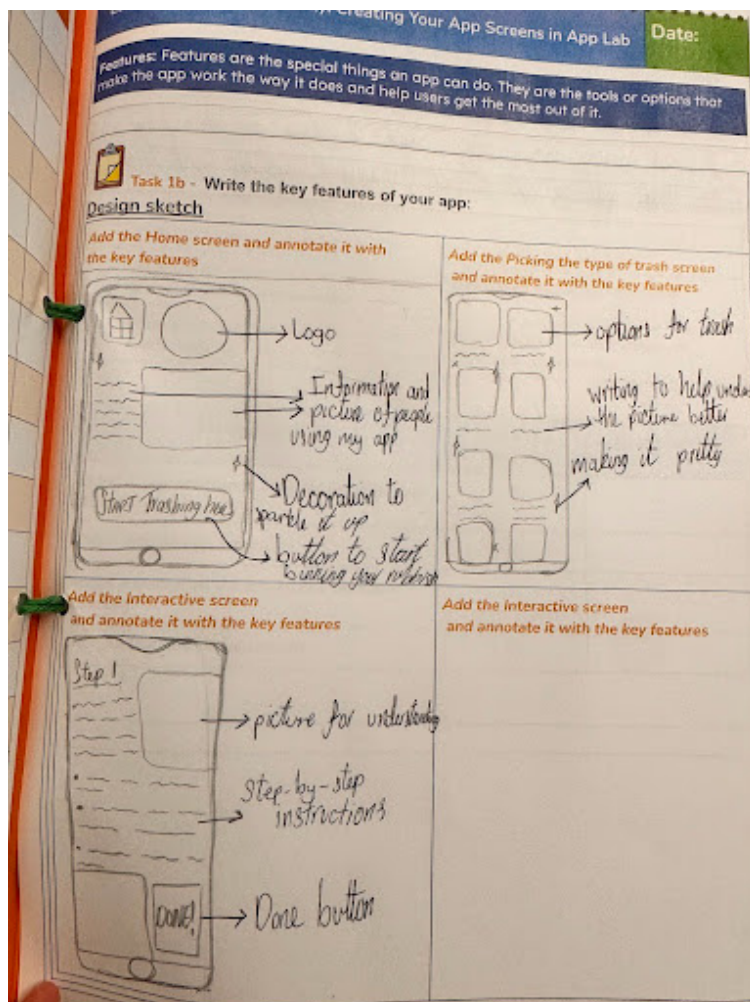 Creating Your App Screens in App Lab
Date:
Features: Features are the special things an app can do. They are the tools or options that
make the app work the way it does and help users get the most out of it.
Task 1b - Write the key features of your app:
Design sketch
Add the Home screen and annotate it with
the key features
Logo
Information and
picture of people
using my app
Decoration to
sparkle it up
START Trashing here
button to start
binning your rubbish
Add the Picking the type of trash screen
and annotate it with the key features
options for trash
writing to help
the picture better
making it pretty
Add the Interactive screen
and annotate it with the key features
Step 1
picture for understanding
Step-by-step
instructions
DONE!
Done button
Add the Interactive screen
and annotate it with the key features